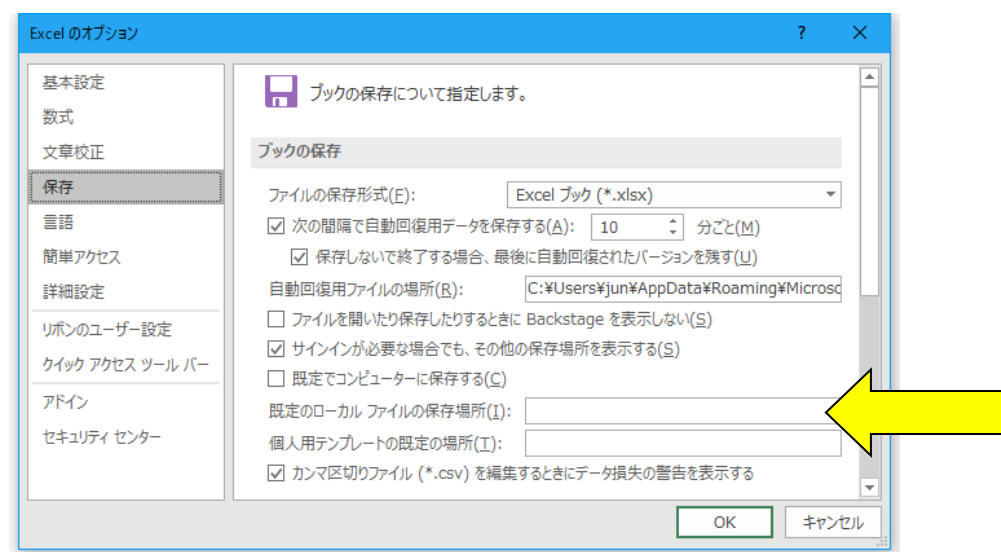 Excel のオプション ? ×
基本設定
数式
文章校正
保存
言語
簡単アクセス
詳細設定
リボンのユーザー設定
クイック アクセス ツール バー
アドイン
セキュリティ センター
ブックの保存について指定します。
ブックの保存
ファイルの保存形式(F): Excel ブック (*.xlsx)
次の間隔で自動回復用データを保存する(A): 10 分ごと(M)
保存しないで終了する場合、最後に自動回復されたバージョンを残す(U)
自動回復用ファイルの場所(R): C:¥Users¥jun¥AppData¥Roaming¥Microsc
ファイルを開いたり保存したりするときに Backstage を表示しない(S)
サインインが必要な場合でも、その他の保存場所を表示する(S)
既定でコンピューターに保存する(C)
既定のローカル ファイルの保存場所(I):
個人用テンプレートの既定の場所(T):
カンマ区切りファイル (*.csv) を編集するときにデータ損失の警告を表示する
OK キャンセル